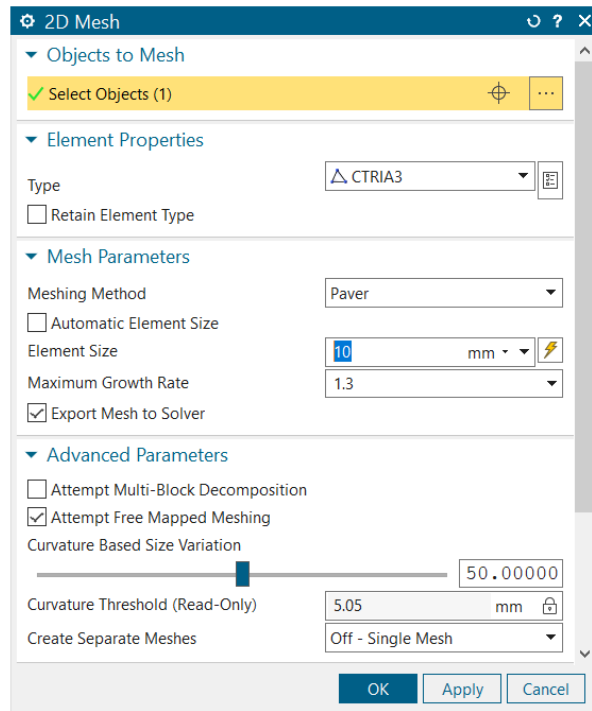 2D Mesh
Objects to Mesh
Select Objects (1)
Element Properties
Type
CTRIA3
Retain Element Type
Mesh Parameters
Meshing Method
Paver
Automatic Element Size
Element Size
10 mm
Maximum Growth Rate
1.3
Export Mesh to Solver
Advanced Parameters
Attempt Multi-Block Decomposition
Attempt Free Mapped Meshing
Curvature Based Size Variation
50.00000
Curvature Threshold (Read-Only)
5.05 mm
Create Separate Meshes
Off - Single Mesh
OK Apply Cancel